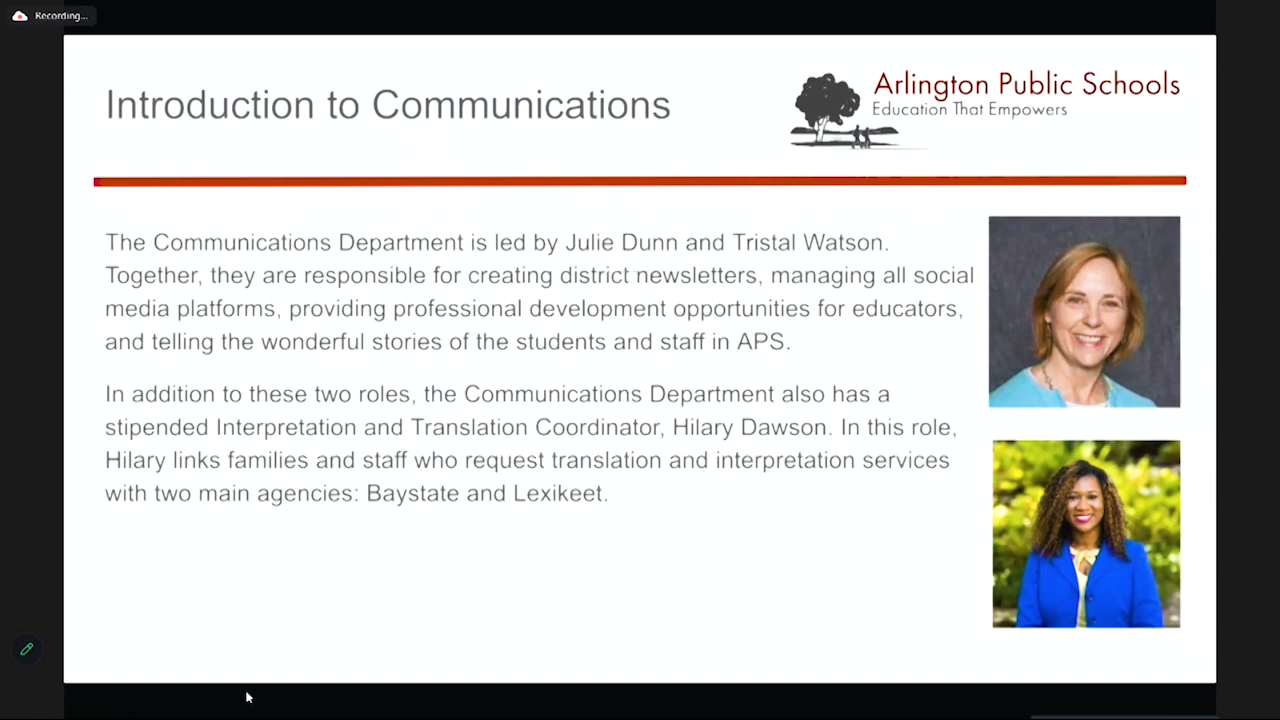 Recording...
Introduction to Communications
Arlington Public Schools
Education That Empowers
The Communications Department is led by Julie Dunn and Tristal Watson.
Together, they are responsible for creating district newsletters, managing all social
media platforms, providing professional development opportunities for educators,
and telling the wonderful stories of the students and staff in APS.
In addition to these two roles, the Communications Department also has a
stipended Interpretation and Translation Coordinator, Hilary Dawson. In this role,
Hilary links families and staff who request translation and interpretation services
with two main agencies: Baystate and Lexikeet.